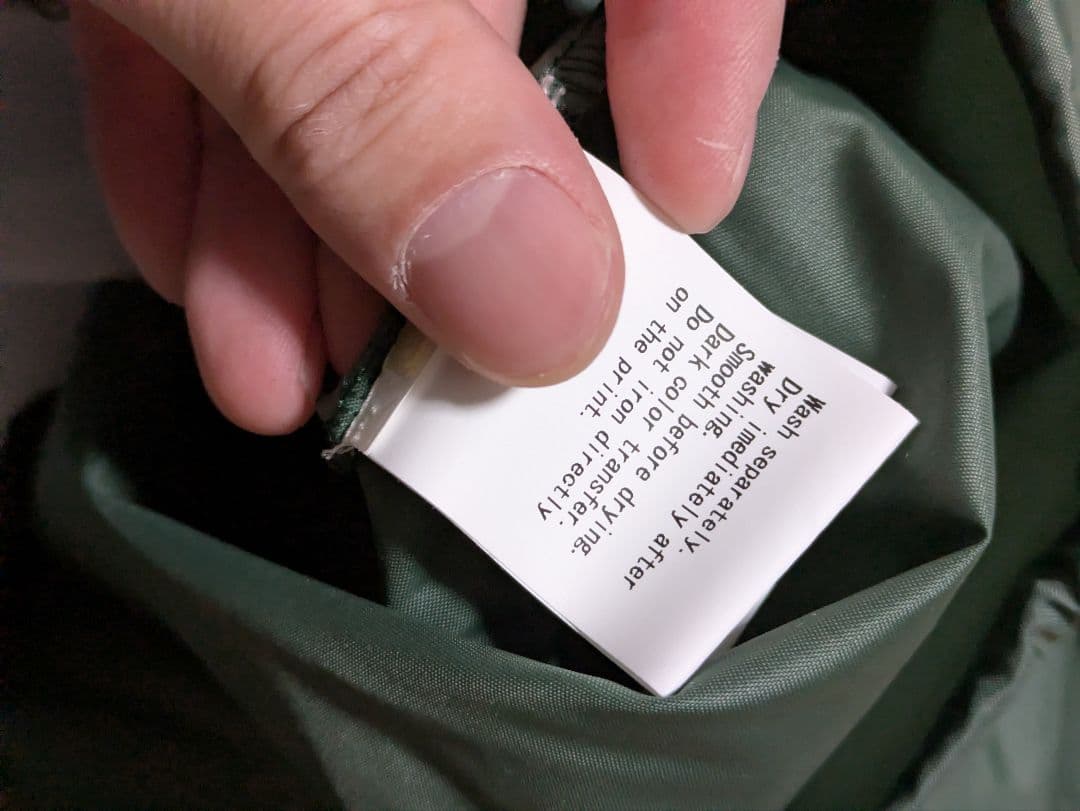 Wash separately.
Dry imediately after
washing.
Smooth before drying.
Dark color transfer.
Do not iron directly
on the print.